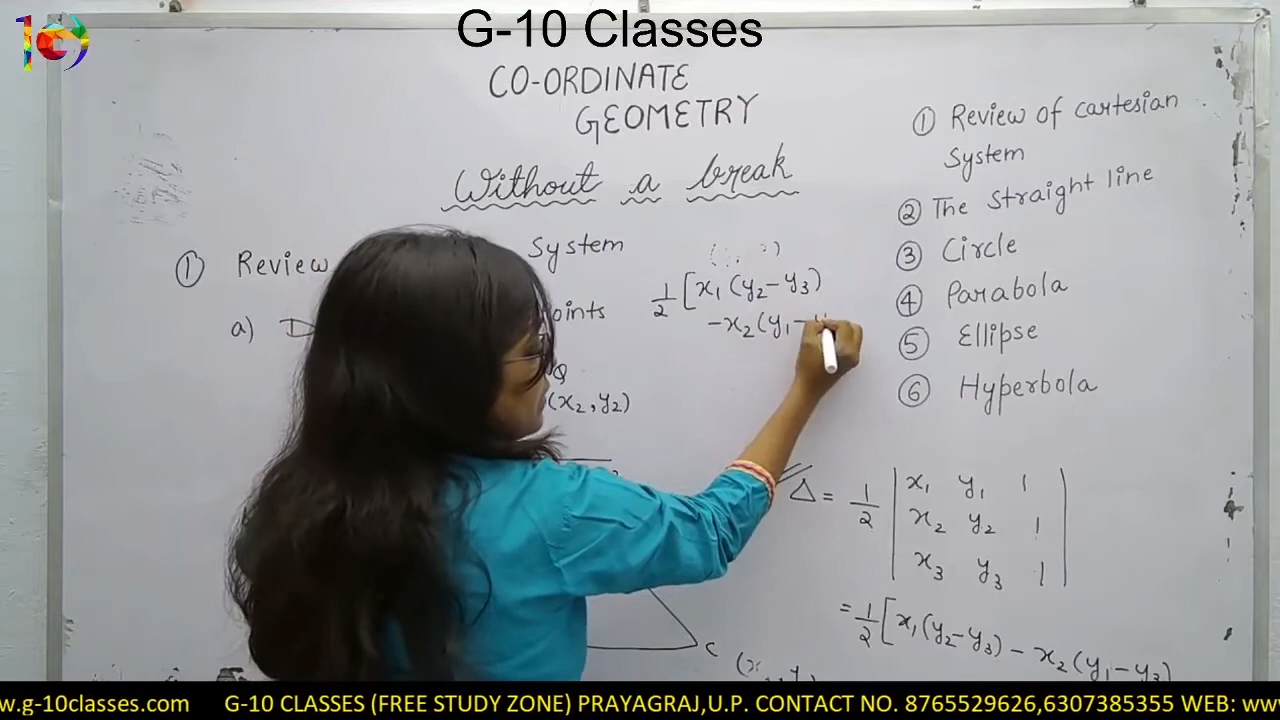 G-10 Classes
CO-ORDINATE
GEOMETRY
Without a break
① Review
System
a) D
oints
Q
(x₂, y₂)
½ [x₁(y₂-y₃)
-x₂(y₁-
① Review of cartesian
System
② The straight line
③ Circle
④ Parabola
⑤ Ellipse
⑥ Hyperbola
Δ = ½ | x₁ y₁ 1
x₂ y₂ 1
x₃ y₃ 1 |
= ½ [x₁(y₂-y₃) - x₂(y₁-y₃)
C
w.g-10classes.com G-10 CLASSES (FREE STUDY ZONE) PRAYAGRAJ,U.P. CONTACT NO. 8765529626,6307385355 WEB: ww